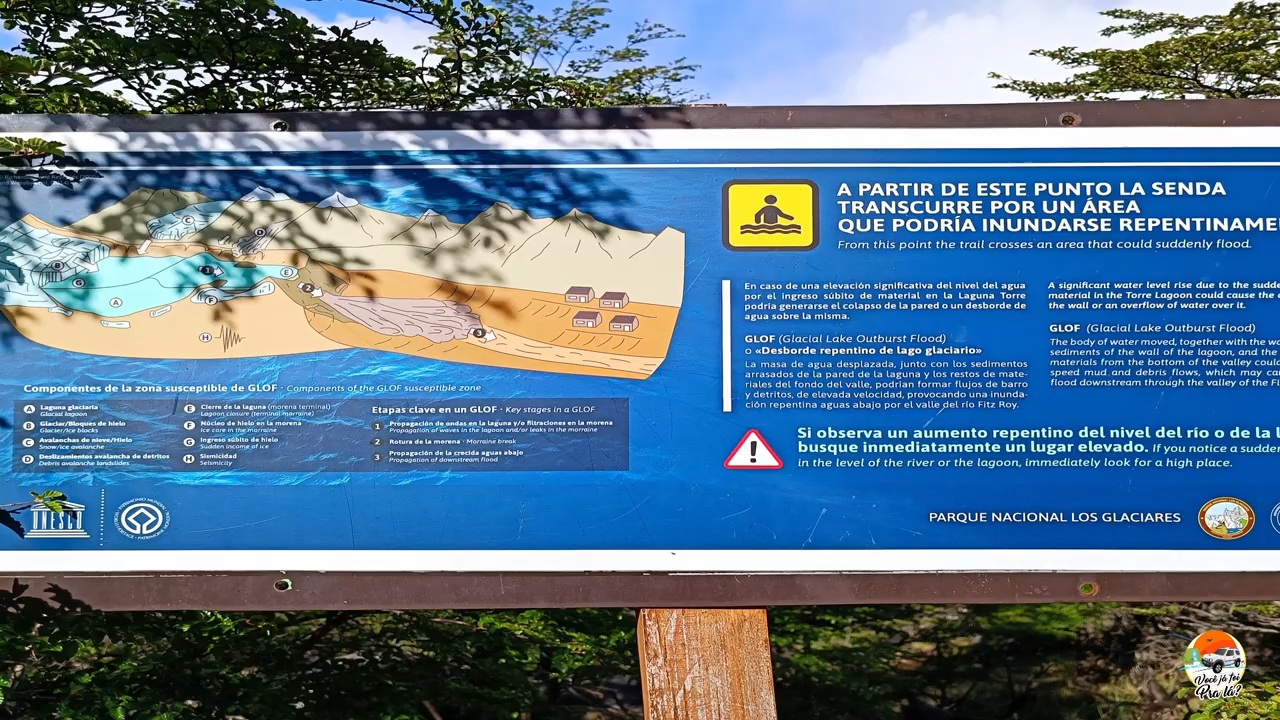 A PARTIR DE ESTE PUNTO LA SENDA
TRANSCURRE POR UN ÁREA
QUE PODRÍA INUNDARSE REPENTINAME
From this point the trail crosses an area that could suddenly flood.
En caso de una elevación significativa del nivel del agua
por el ingreso súbito de material en la Laguna Torre
podría generarse el colapso de la pared o un desborde de
agua sobre la misma.
GLOF (Glacial Lake Outburst Flood)
o «Desborde repentino de lago glaciario»
La masa de agua desplazada, junto con los sedimentos
arrasados de la pared de la laguna y los restos de mate-
riales del fondo del valle, podrían formar flujos de barro
y detritos, de elevada velocidad, provocando una inunda-
ción repentina aguas abajo por el valle del río Fitz Roy.
A significant water level rise due to the sudde
material in the Torre Lagoon could cause the
the wall or an overflow of water over it.
GLOF (Glacial Lake Outburst Flood)
The body of water moved, together with the wa
sediments of the wall of the lagoon, and the
materials from the bottom of the valley could
speed mud and debris flows, which may ca
flood downstream through the valley of the Fi
Si observa un aumento repentino del nivel del río o de la l
busque inmediatamente un lugar elevado. If you notice a sudden
in the level of the river or the lagoon, immediately look for a high place.
C
D
B
G
1
E
A
F
2
H
3
Componentes de la zona susceptible de GLOF · Components of the GLOF susceptible zone
A Laguna glaciaria
Glacial lagoon
B Glaciar/Bloques de hielo
Glacier/Ice blocks
C Avalanchas de nieve/Hielo
Snow/Ice avalanche
D Deslizamientos avalancha de detritos
Debris avalanche landslides
E Cierre de la laguna (morena terminal)
Lagoon closure (terminal morraine)
F Núcleo de hielo en la morena
Ice core in the morraine
G Ingreso súbito de hielo
Sudden income of ice
H Sismicidad
Seismicity
Etapas clave en un GLOF · Key stages in a GLOF
1 Propagación de ondas en la laguna y/o filtraciones en la morena
Propagation of waves in the lagoon and/or leaks in the morraine
2 Rotura de la morena · Morraine break
3 Propagación de la crecida aguas abajo
Propagation of downstream flood
UNESCO
PARQUE NACIONAL LOS GLACIARES
Você já foi
Pra lá?